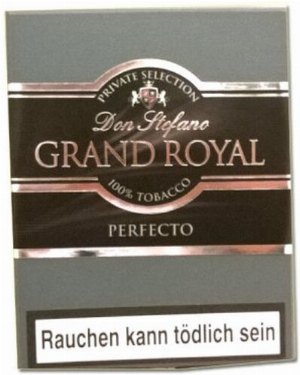 PRIVATE SELECTION
Don Stefano
GRAND ROYAL
100% TOBACCO
PERFECTO
Rauchen kann tödlich sein